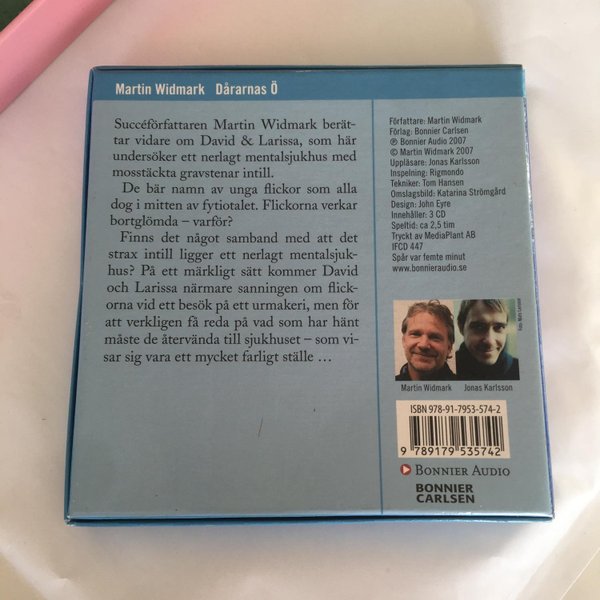 Martin Widmark Dårarnas Ö
Succéförfattaren Martin Widmark berät-
tar vidare om David & Larissa, som här
undersöker ett nerlagt mentalsjukhus med
mosstäckta gravstenar intill.
De bär namn av unga flickor som alla
dog i mitten av fytiotalet. Flickorna verkar
bortglömda – varför?
Finns det något samband med att det
strax intill ligger ett nerlagt mentalsjuk-
hus? På ett märkligt sätt kommer David
och Larissa närmare sanningen om flick-
orna vid ett besök på ett urmakeri, men för
att verkligen få reda på vad som har hänt
måste de återvända till sjukhuset – som vi-
sar sig vara ett mycket farligt ställe ...
Författare: Martin Widmark
Förlag: Bonnier Carlsen
℗ Bonnier Audio 2007
© Martin Widmark 2007
Uppläsare: Jonas Karlsson
Inspelning: Rigmondo
Tekniker: Tom Hansen
Omslagsbild: Katarina Strömgård
Design: John Eyre
Innehåller: 3 CD
Speltid: ca 2,5 tim
Tryckt av MediaPlant AB
IFCD 447
Spår var femte minut
www.bonnieraudio.se
Martin Widmark Jonas Karlsson
ISBN 978-91-7953-574-2
9 789179 535742
BONNIER AUDIO
BONNIER
CARLSEN